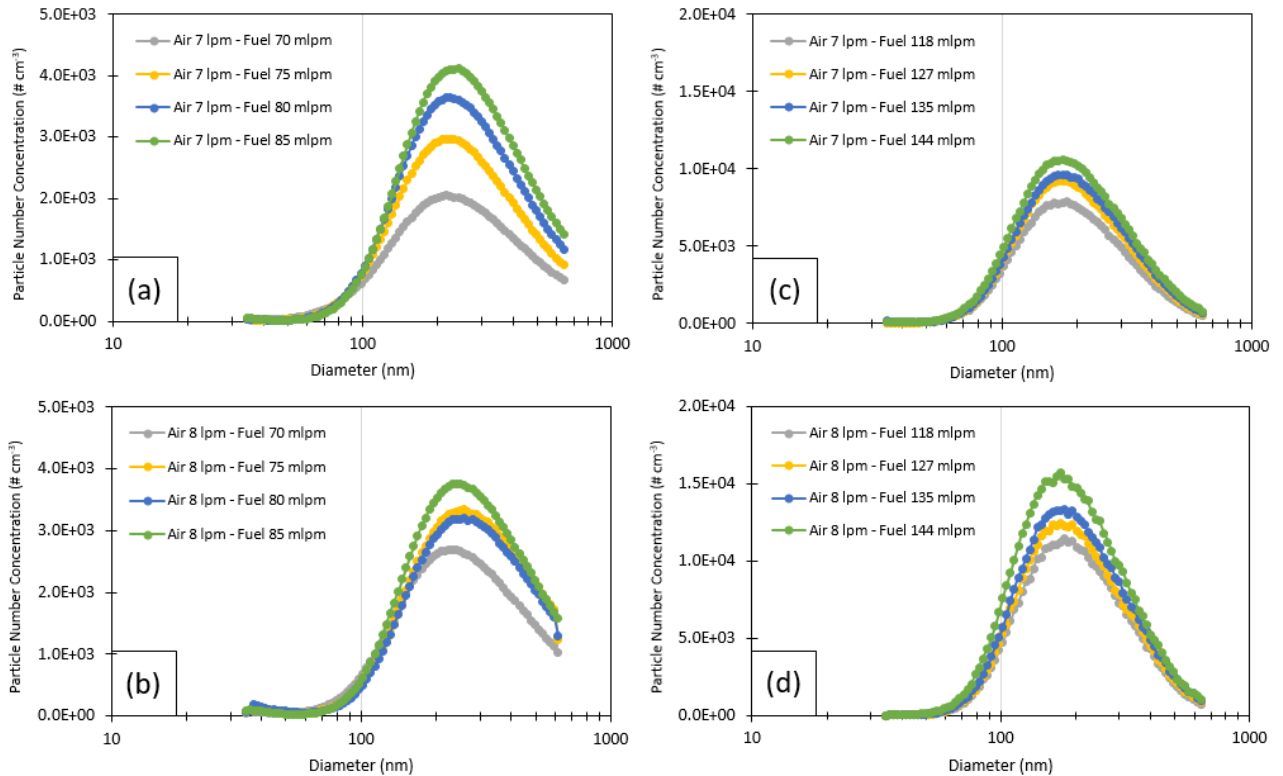 5.0E+03
4.0E+03
3.0E+03
2.0E+03
1.0E+03
0.0E+00
Particle Number Concentration (# cm⁻³)
Air 7 lpm - Fuel 70 mlpm
Air 7 lpm - Fuel 75 mlpm
Air 7 lpm - Fuel 80 mlpm
Air 7 lpm - Fuel 85 mlpm
(a)
10 100 1000
Diameter (nm)
2.0E+04
1.5E+04
1.0E+04
5.0E+03
0.0E+00
Particle Number Concentration (# cm⁻³)
Air 7 lpm - Fuel 118 mlpm
Air 7 lpm - Fuel 127 mlpm
Air 7 lpm - Fuel 135 mlpm
Air 7 lpm - Fuel 144 mlpm
(c)
10 100 1000
Diameter (nm)
5.0E+03
4.0E+03
3.0E+03
2.0E+03
1.0E+03
0.0E+00
Particle Number Concentration (# cm⁻³)
Air 8 lpm - Fuel 70 mlpm
Air 8 lpm - Fuel 75 mlpm
Air 8 lpm - Fuel 80 mlpm
Air 8 lpm - Fuel 85 mlpm
(b)
10 100 1000
Diameter (nm)
2.0E+04
1.5E+04
1.0E+04
5.0E+03
0.0E+00
Particle Number Concentration (# cm⁻³)
Air 8 lpm - Fuel 118 mlpm
Air 8 lpm - Fuel 127 mlpm
Air 8 lpm - Fuel 135 mlpm
Air 8 lpm - Fuel 144 mlpm
(d)
10 100 1000
Diameter (nm)